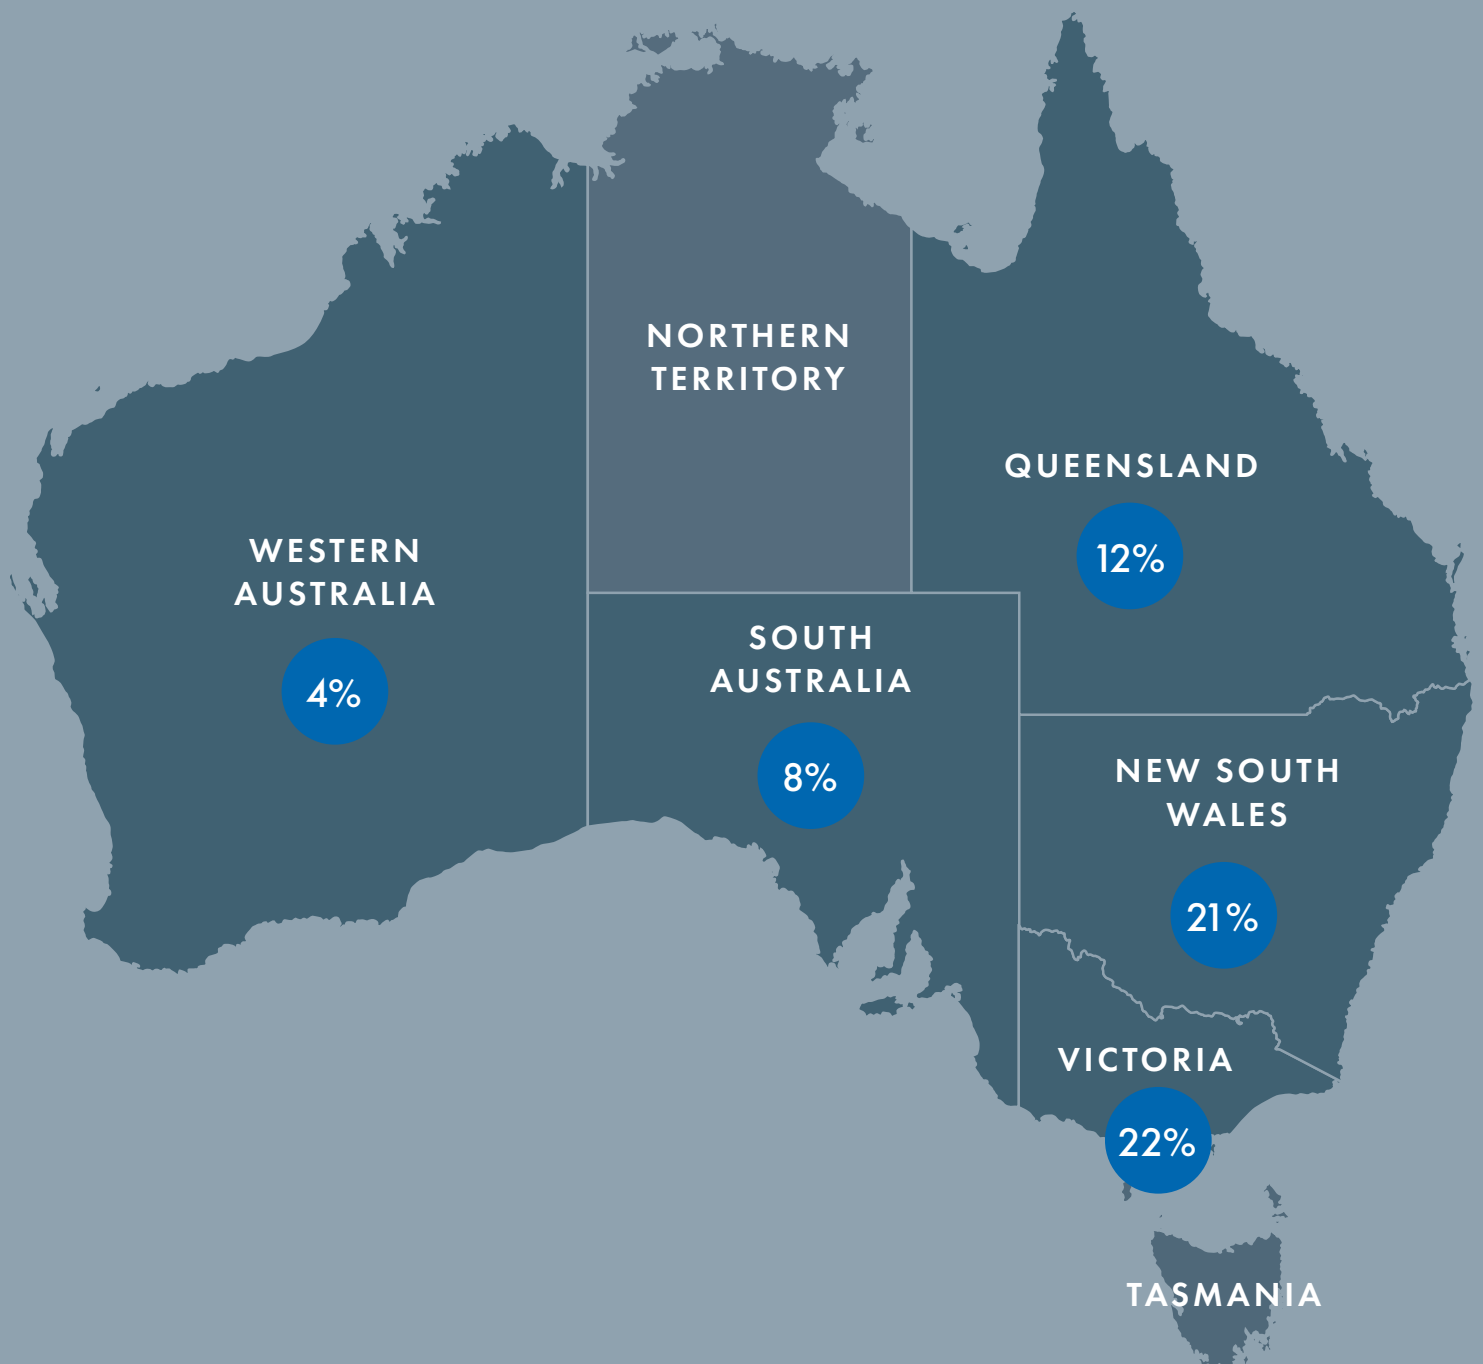 NORTHERN
TERRITORY
QUEENSLAND
12%
WESTERN
AUSTRALIA
4%
SOUTH
AUSTRALIA
8%
NEW SOUTH
WALES
21%
VICTORIA
22%
TASMANIA